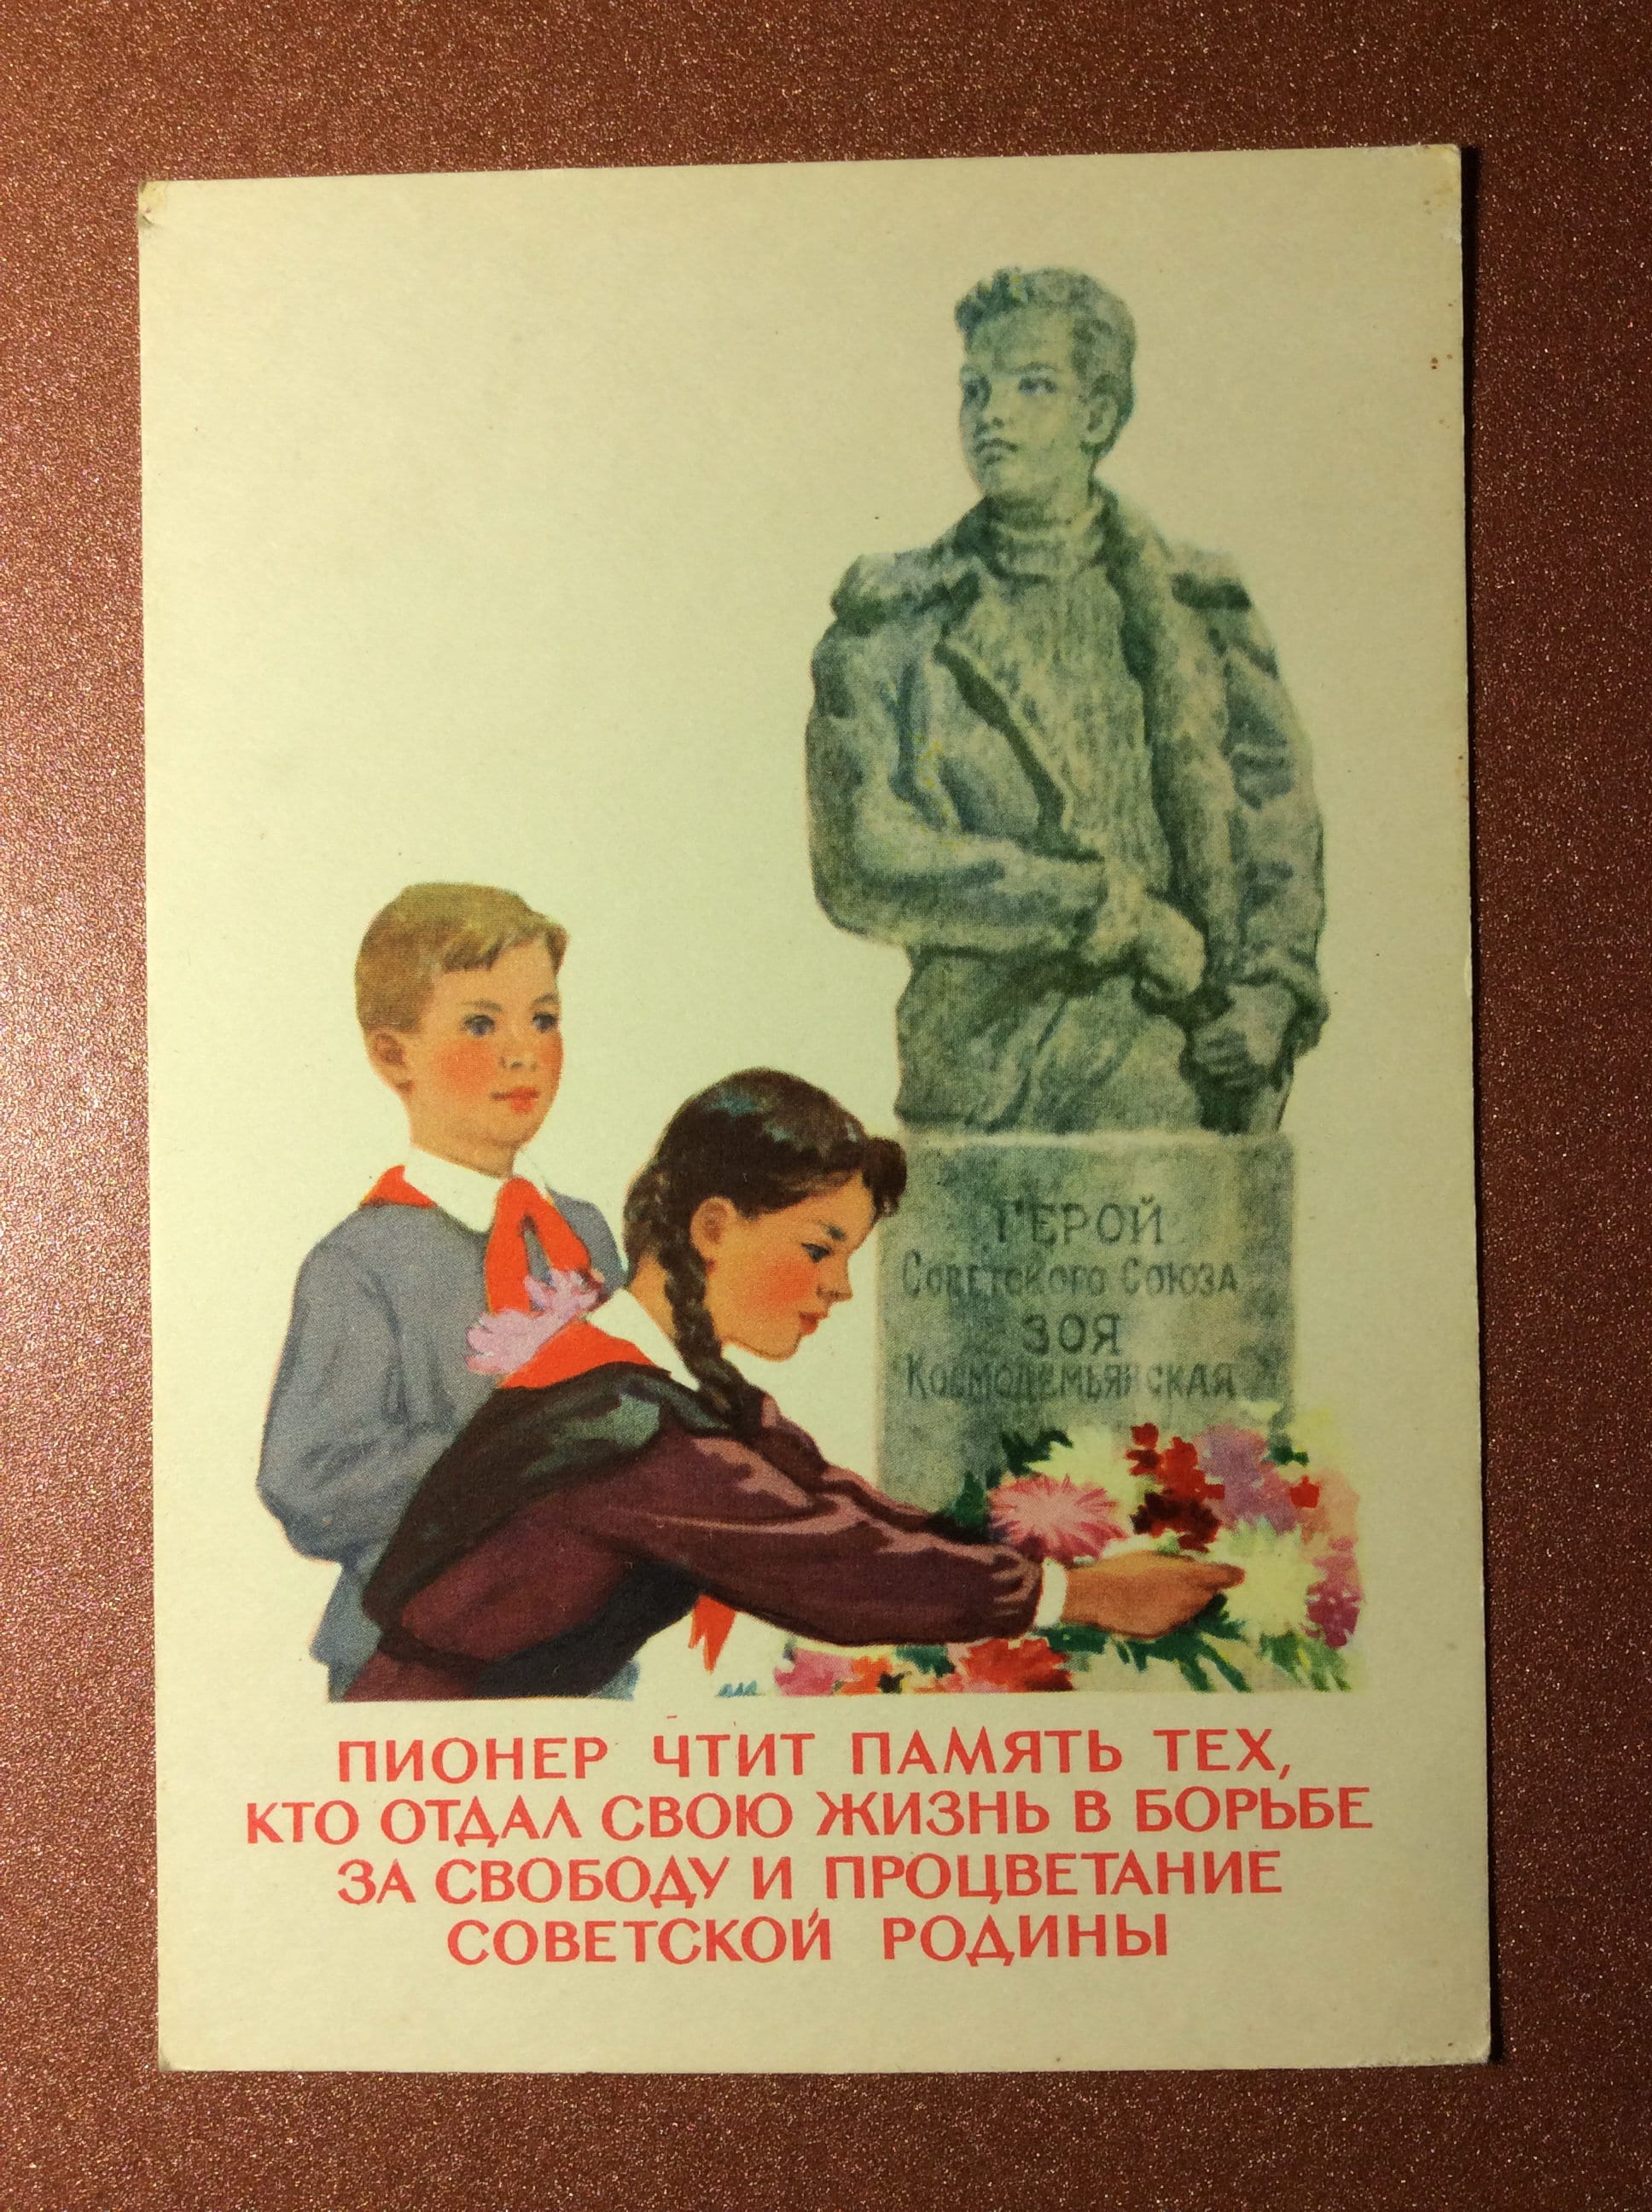 ГЕРОЙ
Советского Союза
ЗОЯ
Космодемьянская
ПИОНЕР ЧТИТ ПАМЯТЬ ТЕХ,
КТО ОТДАЛ СВОЮ ЖИЗНЬ В БОРЬБЕ
ЗА СВОБОДУ И ПРОЦВЕТАНИЕ
СОВЕТСКОЙ РОДИНЫ